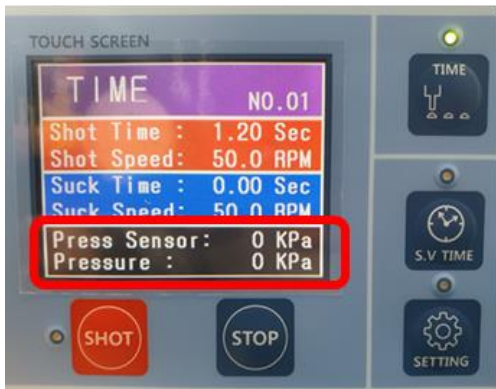 TOUCH SCREEN
TIME
NO.01
Shot Time : 1.20 Sec
Shot Speed: 50.0 RPM
Suck Time : 0.00 Sec
Suck Speed: 50.0 RPM
Press Sensor: 0 KPa
Pressure : 0 KPa
SHOT
STOP
TIME
S.V TIME
SETTING